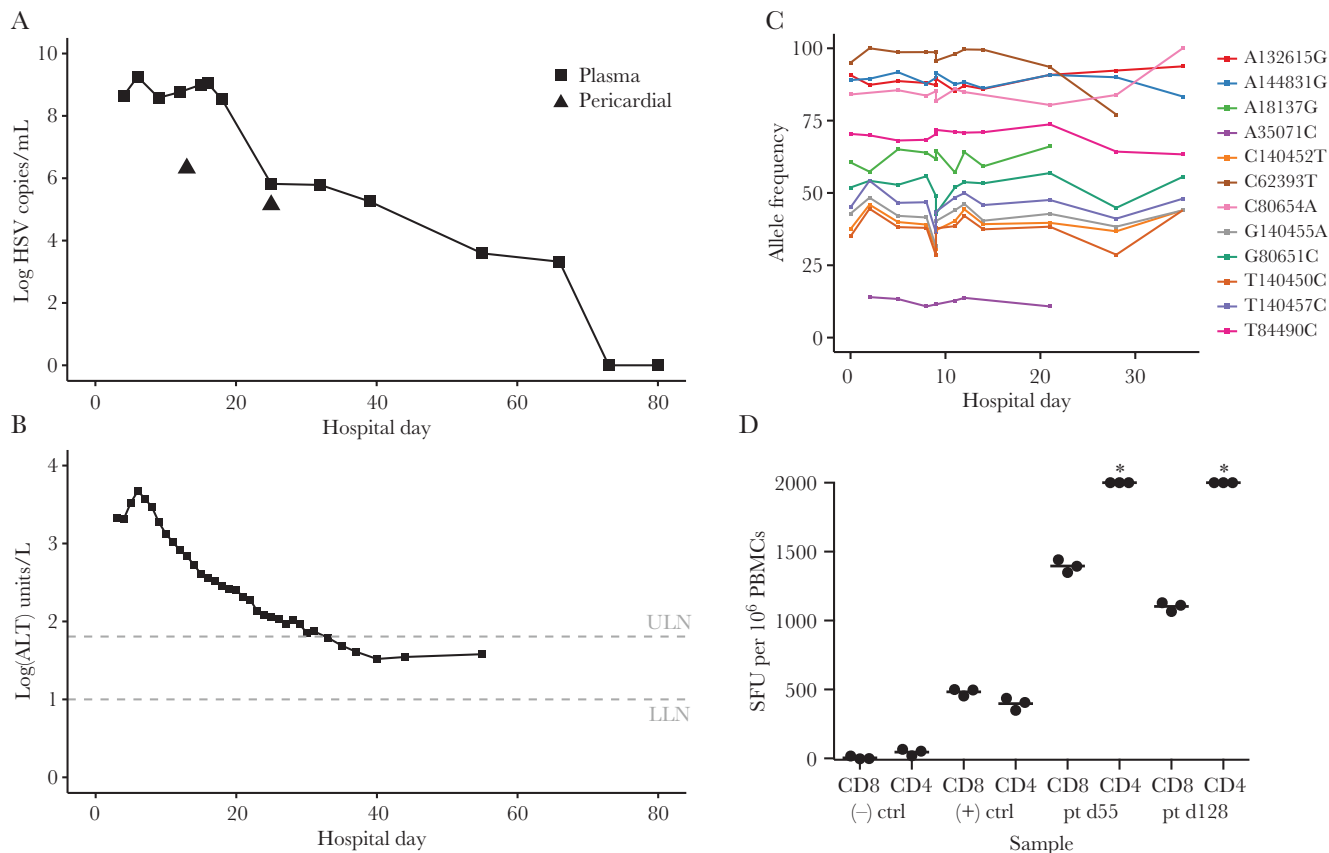 A
10
8
6
4
2
0
Log HSV copies/mL
Plasma
Pericardial
0
20
40
60
80
Hospital day
B
4
3
2
1
0
Log(ALT) units/L
ULN
LLN
0
20
40
60
80
Hospital day
C
100
75
50
25
0
Allele frequency
0
10
20
30
Hospital day
A132615G
A144831G
A18137G
A35071C
C140452T
C62393T
C80654A
G140455A
G80651C
T140450C
T140457C
T84490C
D
2000
1500
1000
500
0
SFU per 10⁶ PBMCs
* *
CD8 CD4 CD8 CD4 CD8 CD4 CD8 CD4
(–) ctrl (+) ctrl pt d55 pt d128
Sample